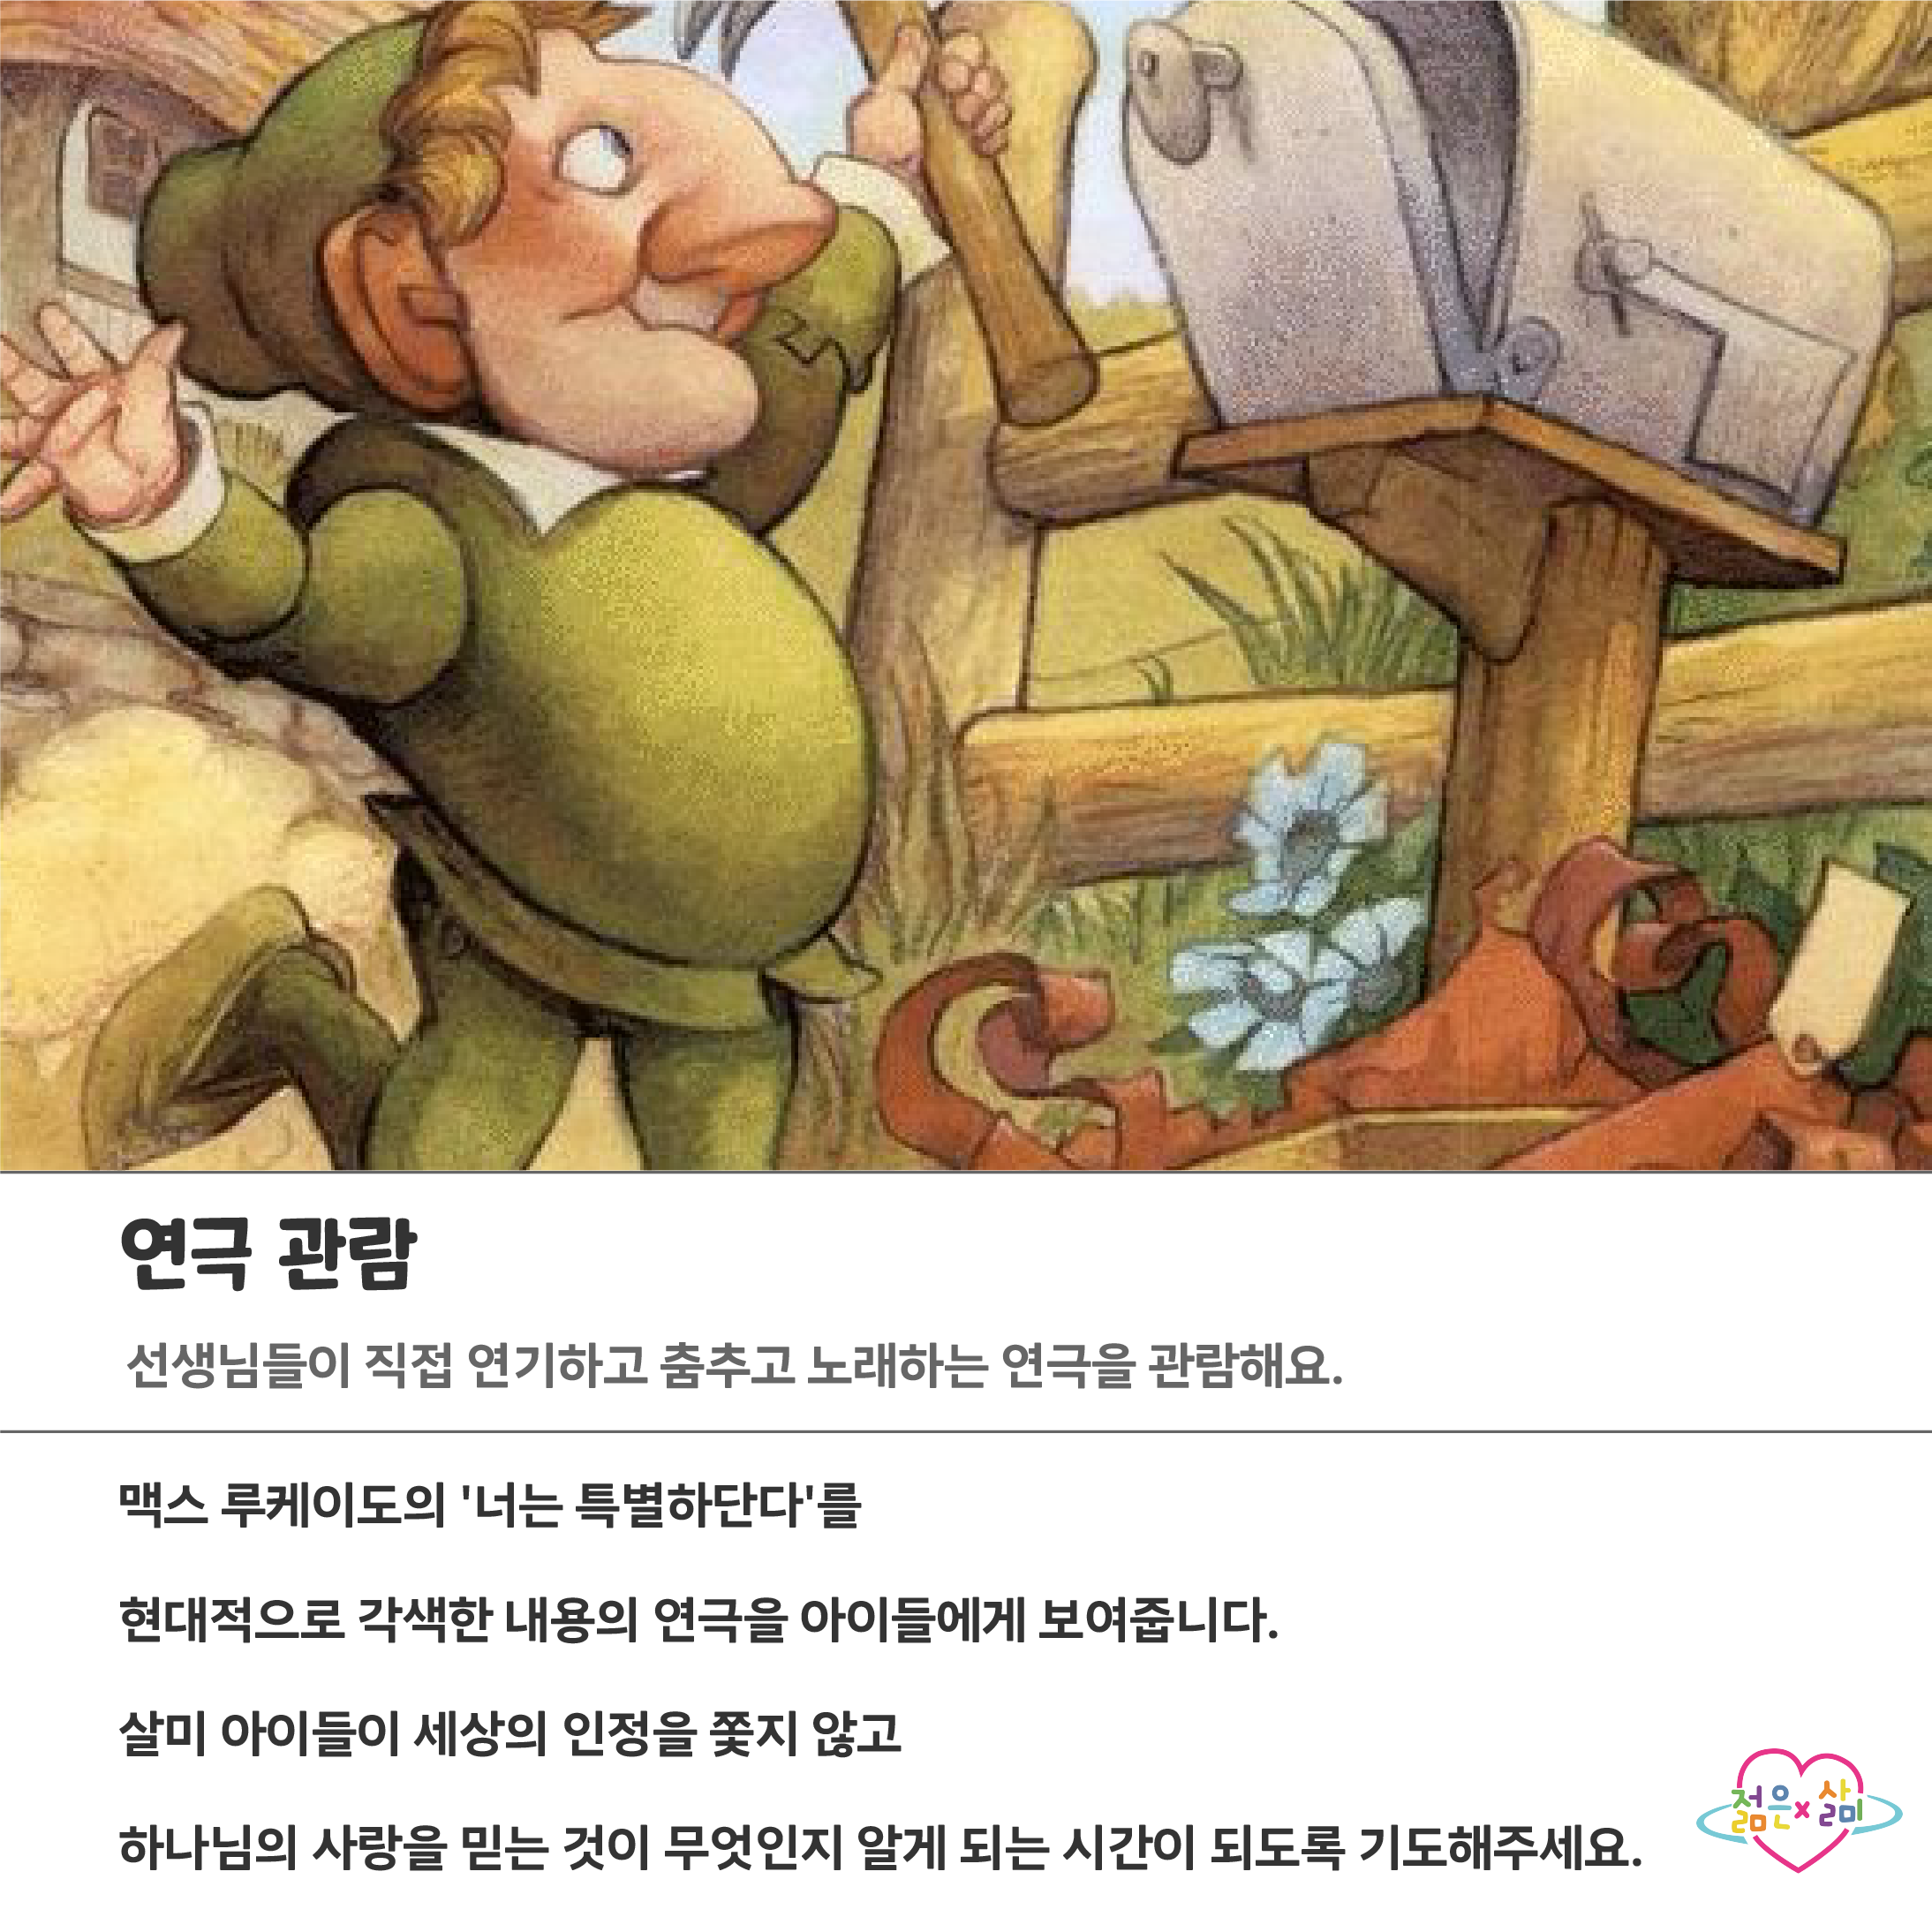 연극 관람
선생님들이 직접 연기하고 춤추고 노래하는 연극을 관람해요.
맥스 루케이도의 '너는 특별하단다'를
현대적으로 각색한 내용의 연극을 아이들에게 보여줍니다.
살미 아이들이 세상의 인정을 쫓지 않고
하나님의 사랑을 믿는 것이 무엇인지 알게 되는 시간이 되도록 기도해주세요.
젊은x살미